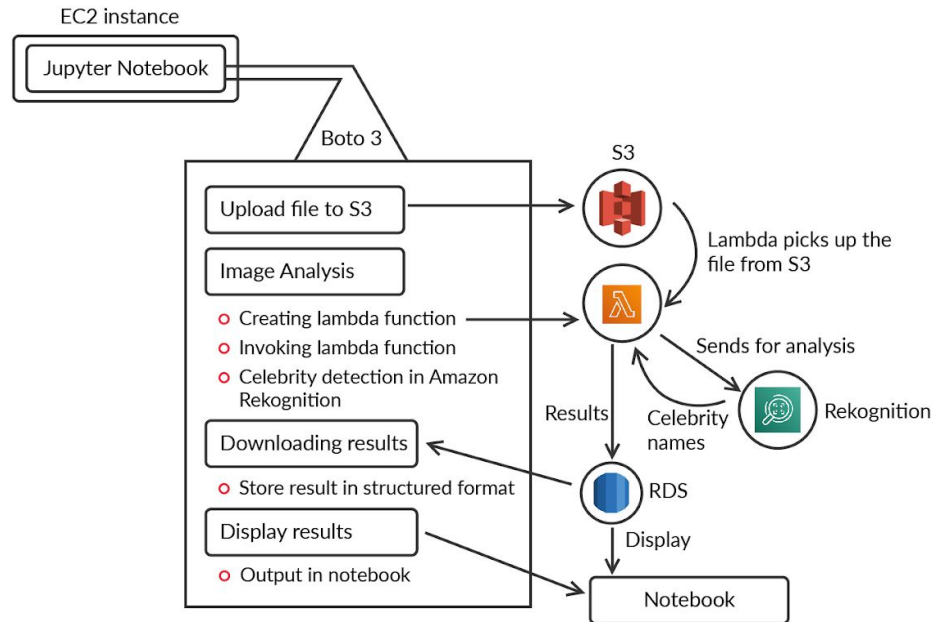 EC2 instance
Jupyter Notebook
Boto 3
S3
Upload file to S3
Lambda picks up the
file from S3
Image Analysis
Creating lambda function
Invoking lambda function
Celebrity detection in Amazon
Rekognition
Sends for analysis
Results
Celebrity
names
Rekognition
Downloading results
Store result in structured format
RDS
Display results
Display
Output in notebook
Notebook